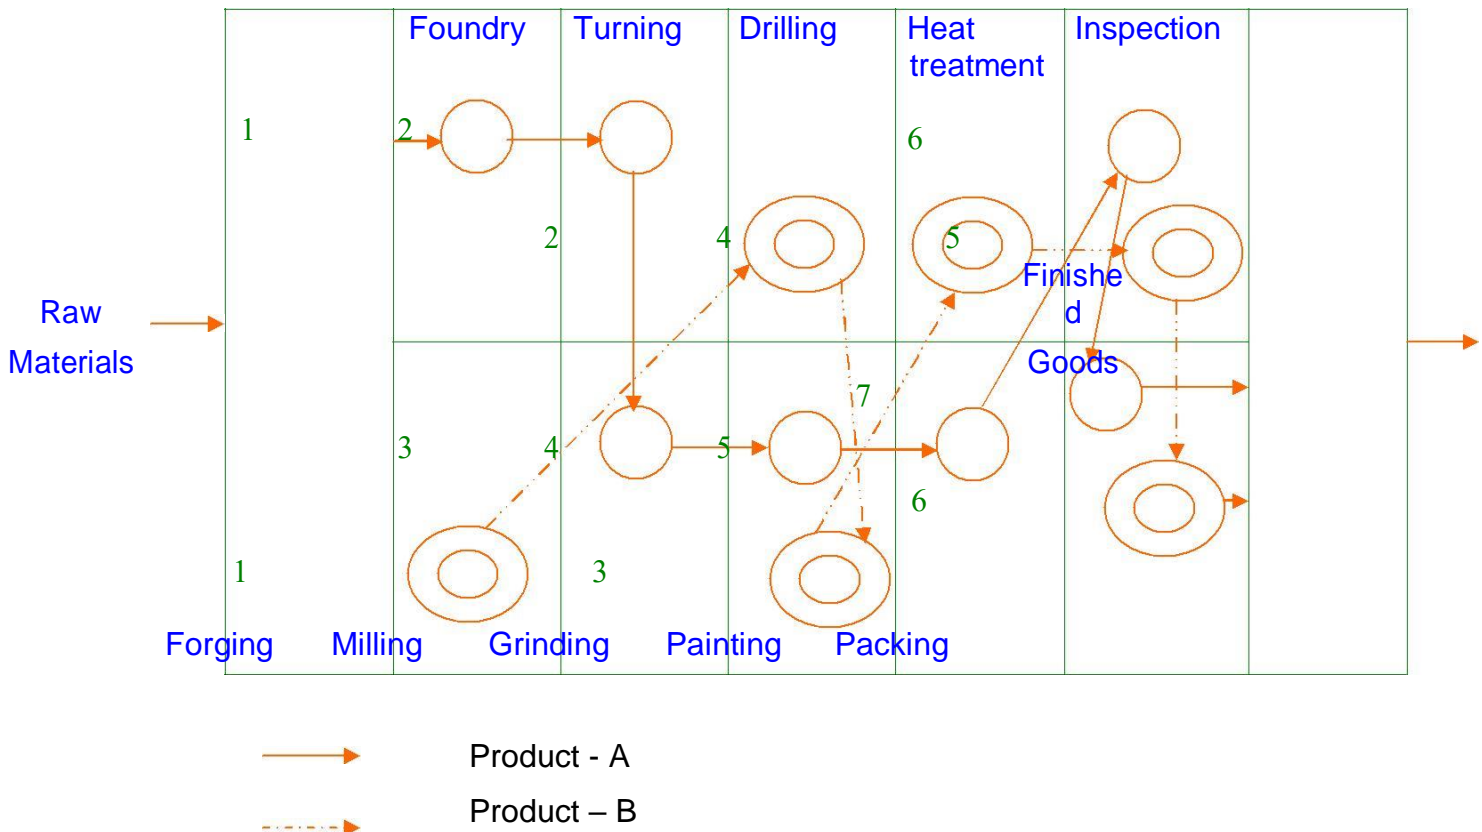 Foundry Turning Drilling Heat Inspection
treatment
1 2 6
2 4 5
Finishe
Raw d
Materials Goods
7
3 4 5
6
1 3
Forging Milling Grinding Painting Packing
Product - A
Product – B